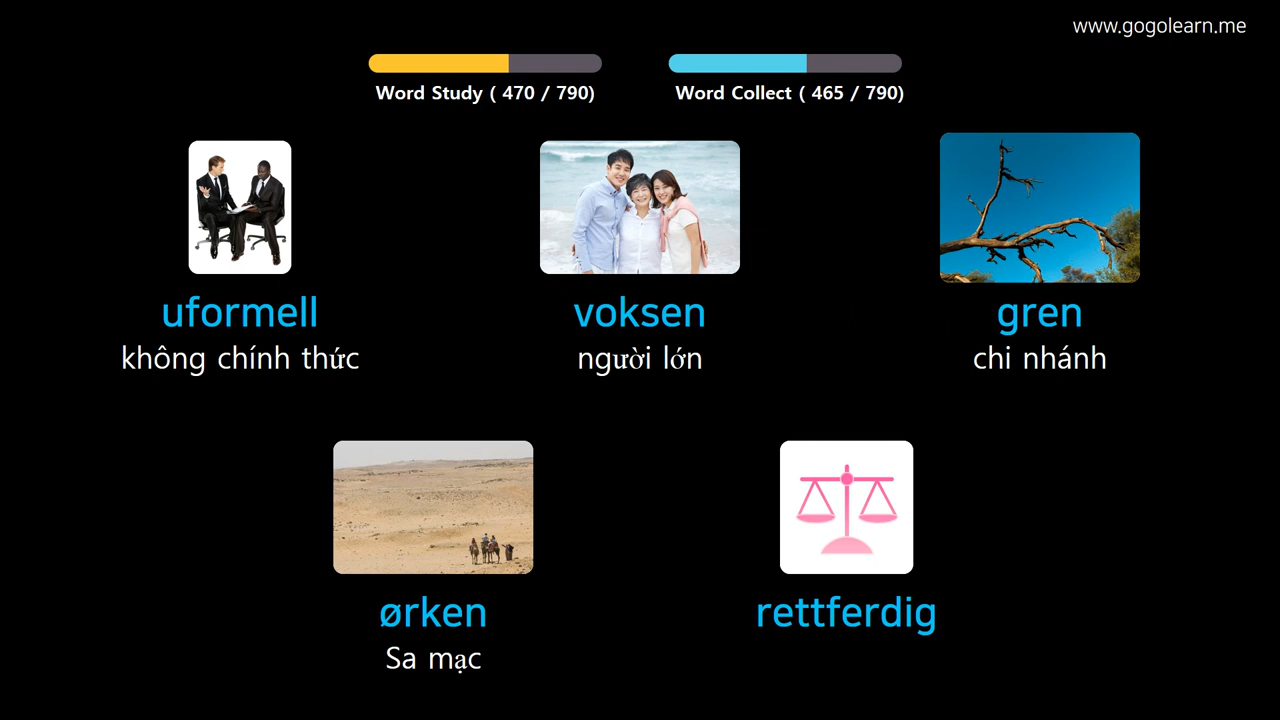 www.gogolearn.me
Word Study ( 470 / 790)
Word Collect ( 465 / 790)
uformell
không chính thức
voksen
người lớn
gren
chi nhánh
ørken
Sa mạc
rettferdig